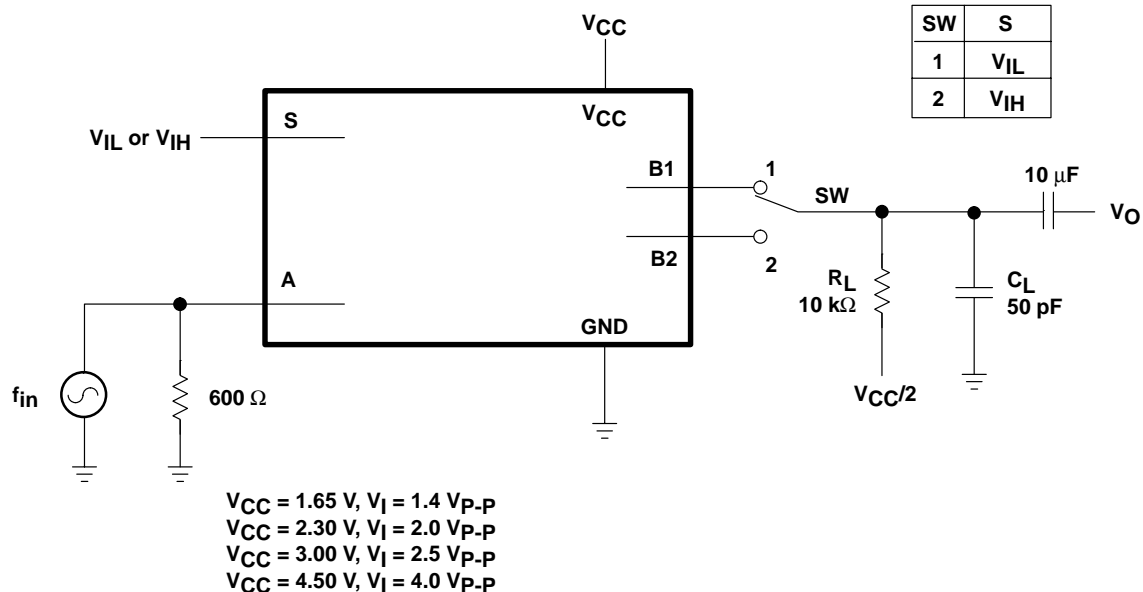 VCC
SW S
1 VIL
2 VIH
S
VCC
VIL or VIH
B1
1
SW
10 μF
VO
B2
2
A
RL
10 kΩ
CL
50 pF
GND
fin
600 Ω
VCC/2
VCC = 1.65 V, VI = 1.4 VP-P
VCC = 2.30 V, VI = 2.0 VP-P
VCC = 3.00 V, VI = 2.5 VP-P
VCC = 4.50 V, VI = 4.0 VP-P